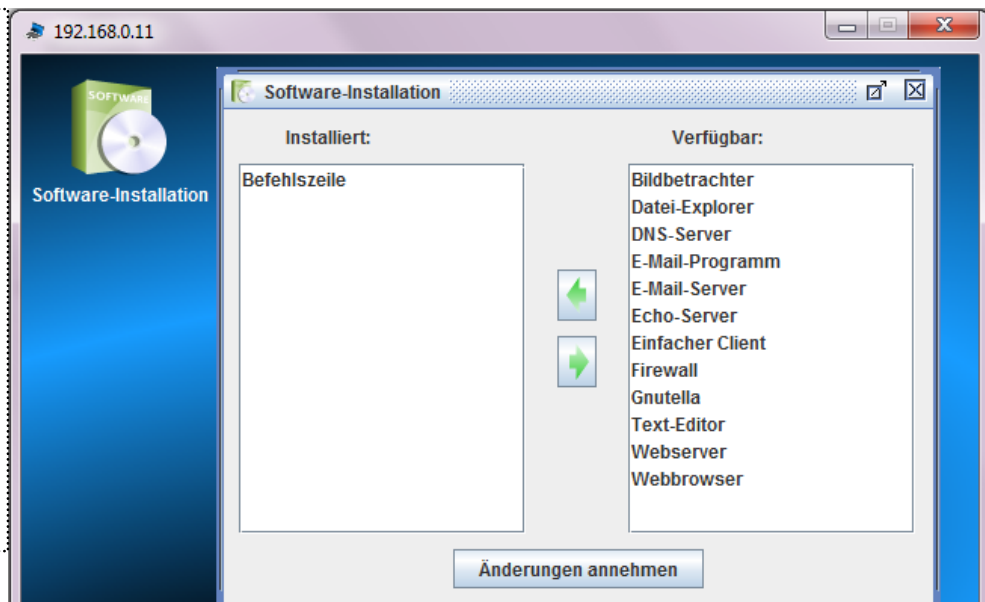 192.168.0.11
SOFTWARE
Software-Installation
Software-Installation
Installiert:
Verfügbar:
Befehlszeile
Bildbetrachter
Datei-Explorer
DNS-Server
E-Mail-Programm
E-Mail-Server
Echo-Server
Einfacher Client
Firewall
Gnutella
Text-Editor
Webserver
Webbrowser
Änderungen annehmen